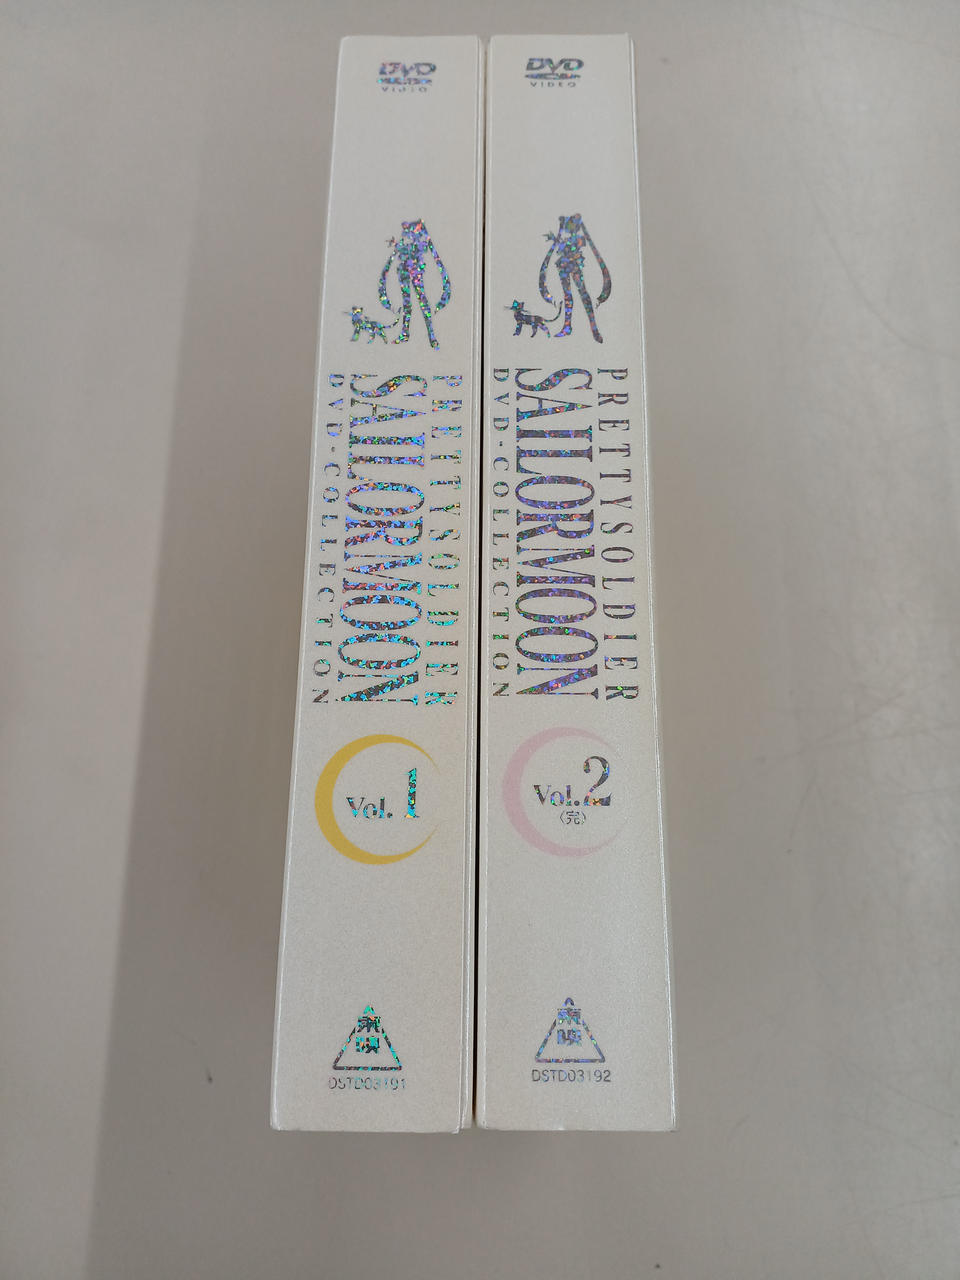 DVD
VIDEO
PRETTY SOLDIER
SAILORMOON
DVD-COLLECTION
Vol.1
東映
DSTD03191
DVD
VIDEO
PRETTY SOLDIER
SAILORMOON
DVD-COLLECTION
Vol.2
〈完〉
東映
DSTD03192